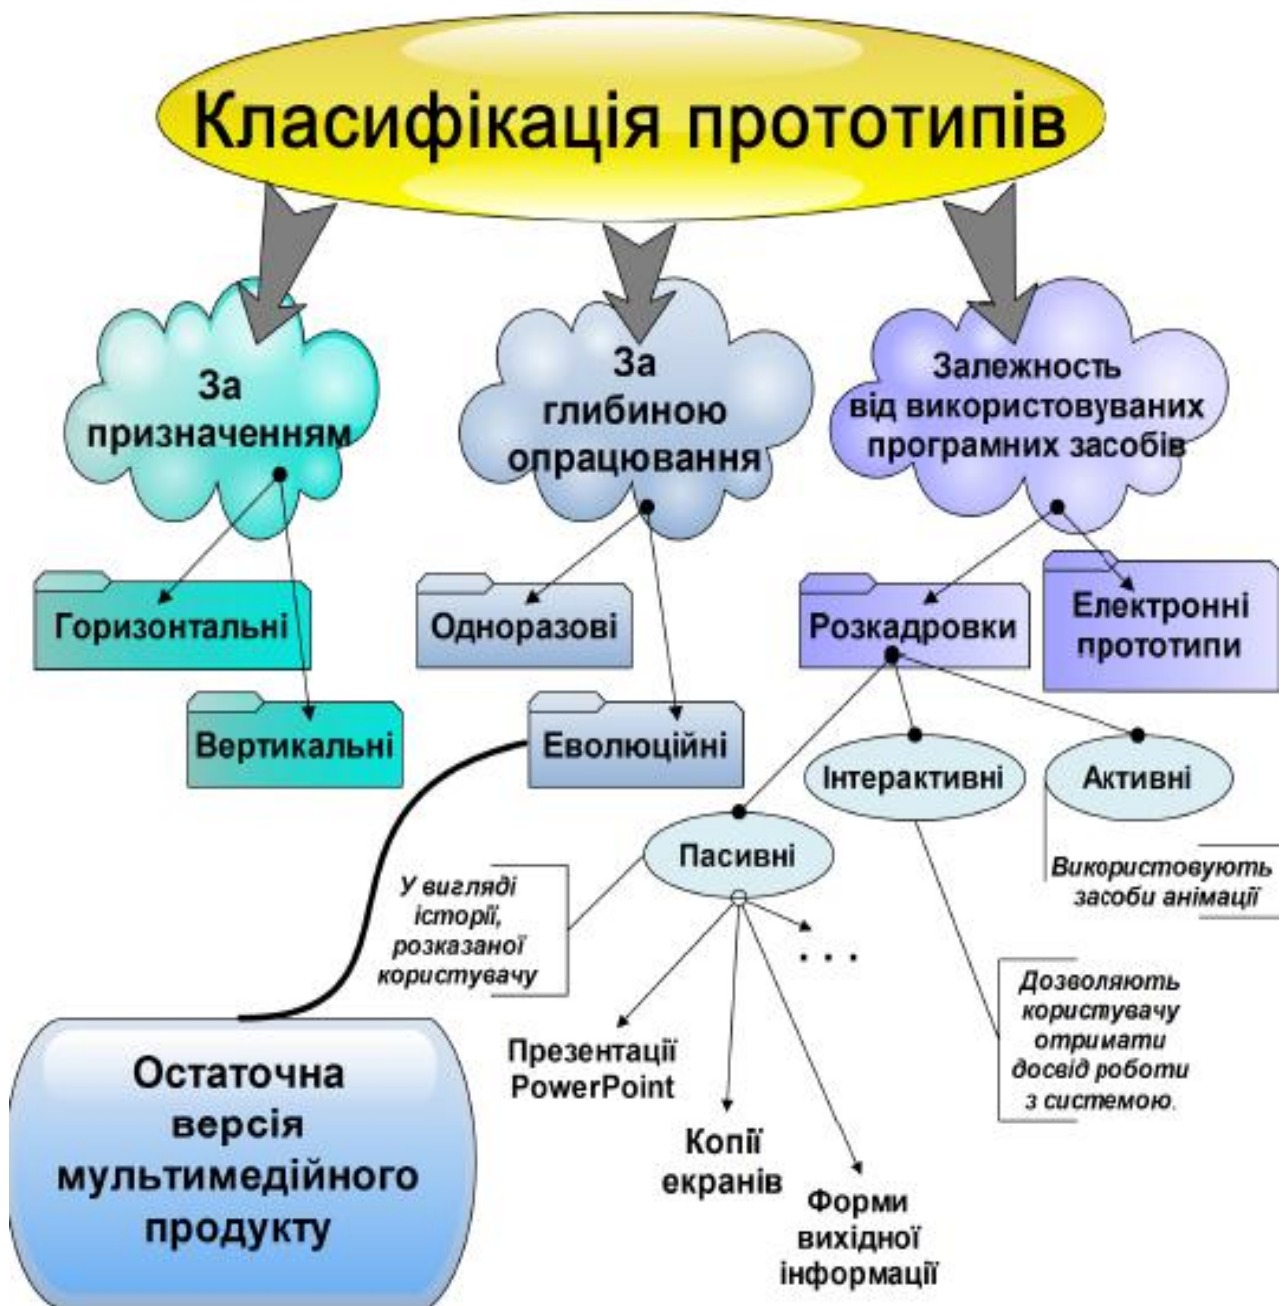 Класифікація прототипів
За
призначенням
За
глибиною
опрацювання
Залежность
від використовуваних
програмних засобів
Горизонтальні
Вертикальні
Одноразові
Еволюційні
Розкадровки
Електронні
прототипи
Пасивні
Інтерактивні
Активні
У вигляді
історії,
розказаної
користувачу
Використовують
засоби анімації
Дозволяють
користувачу
отримати
досвід роботи
з системою.
. . .
Презентації
PowerPoint
Копії
екранів
Форми
вихідної
інформації
Остаточна
версія
мультимедійного
продукту